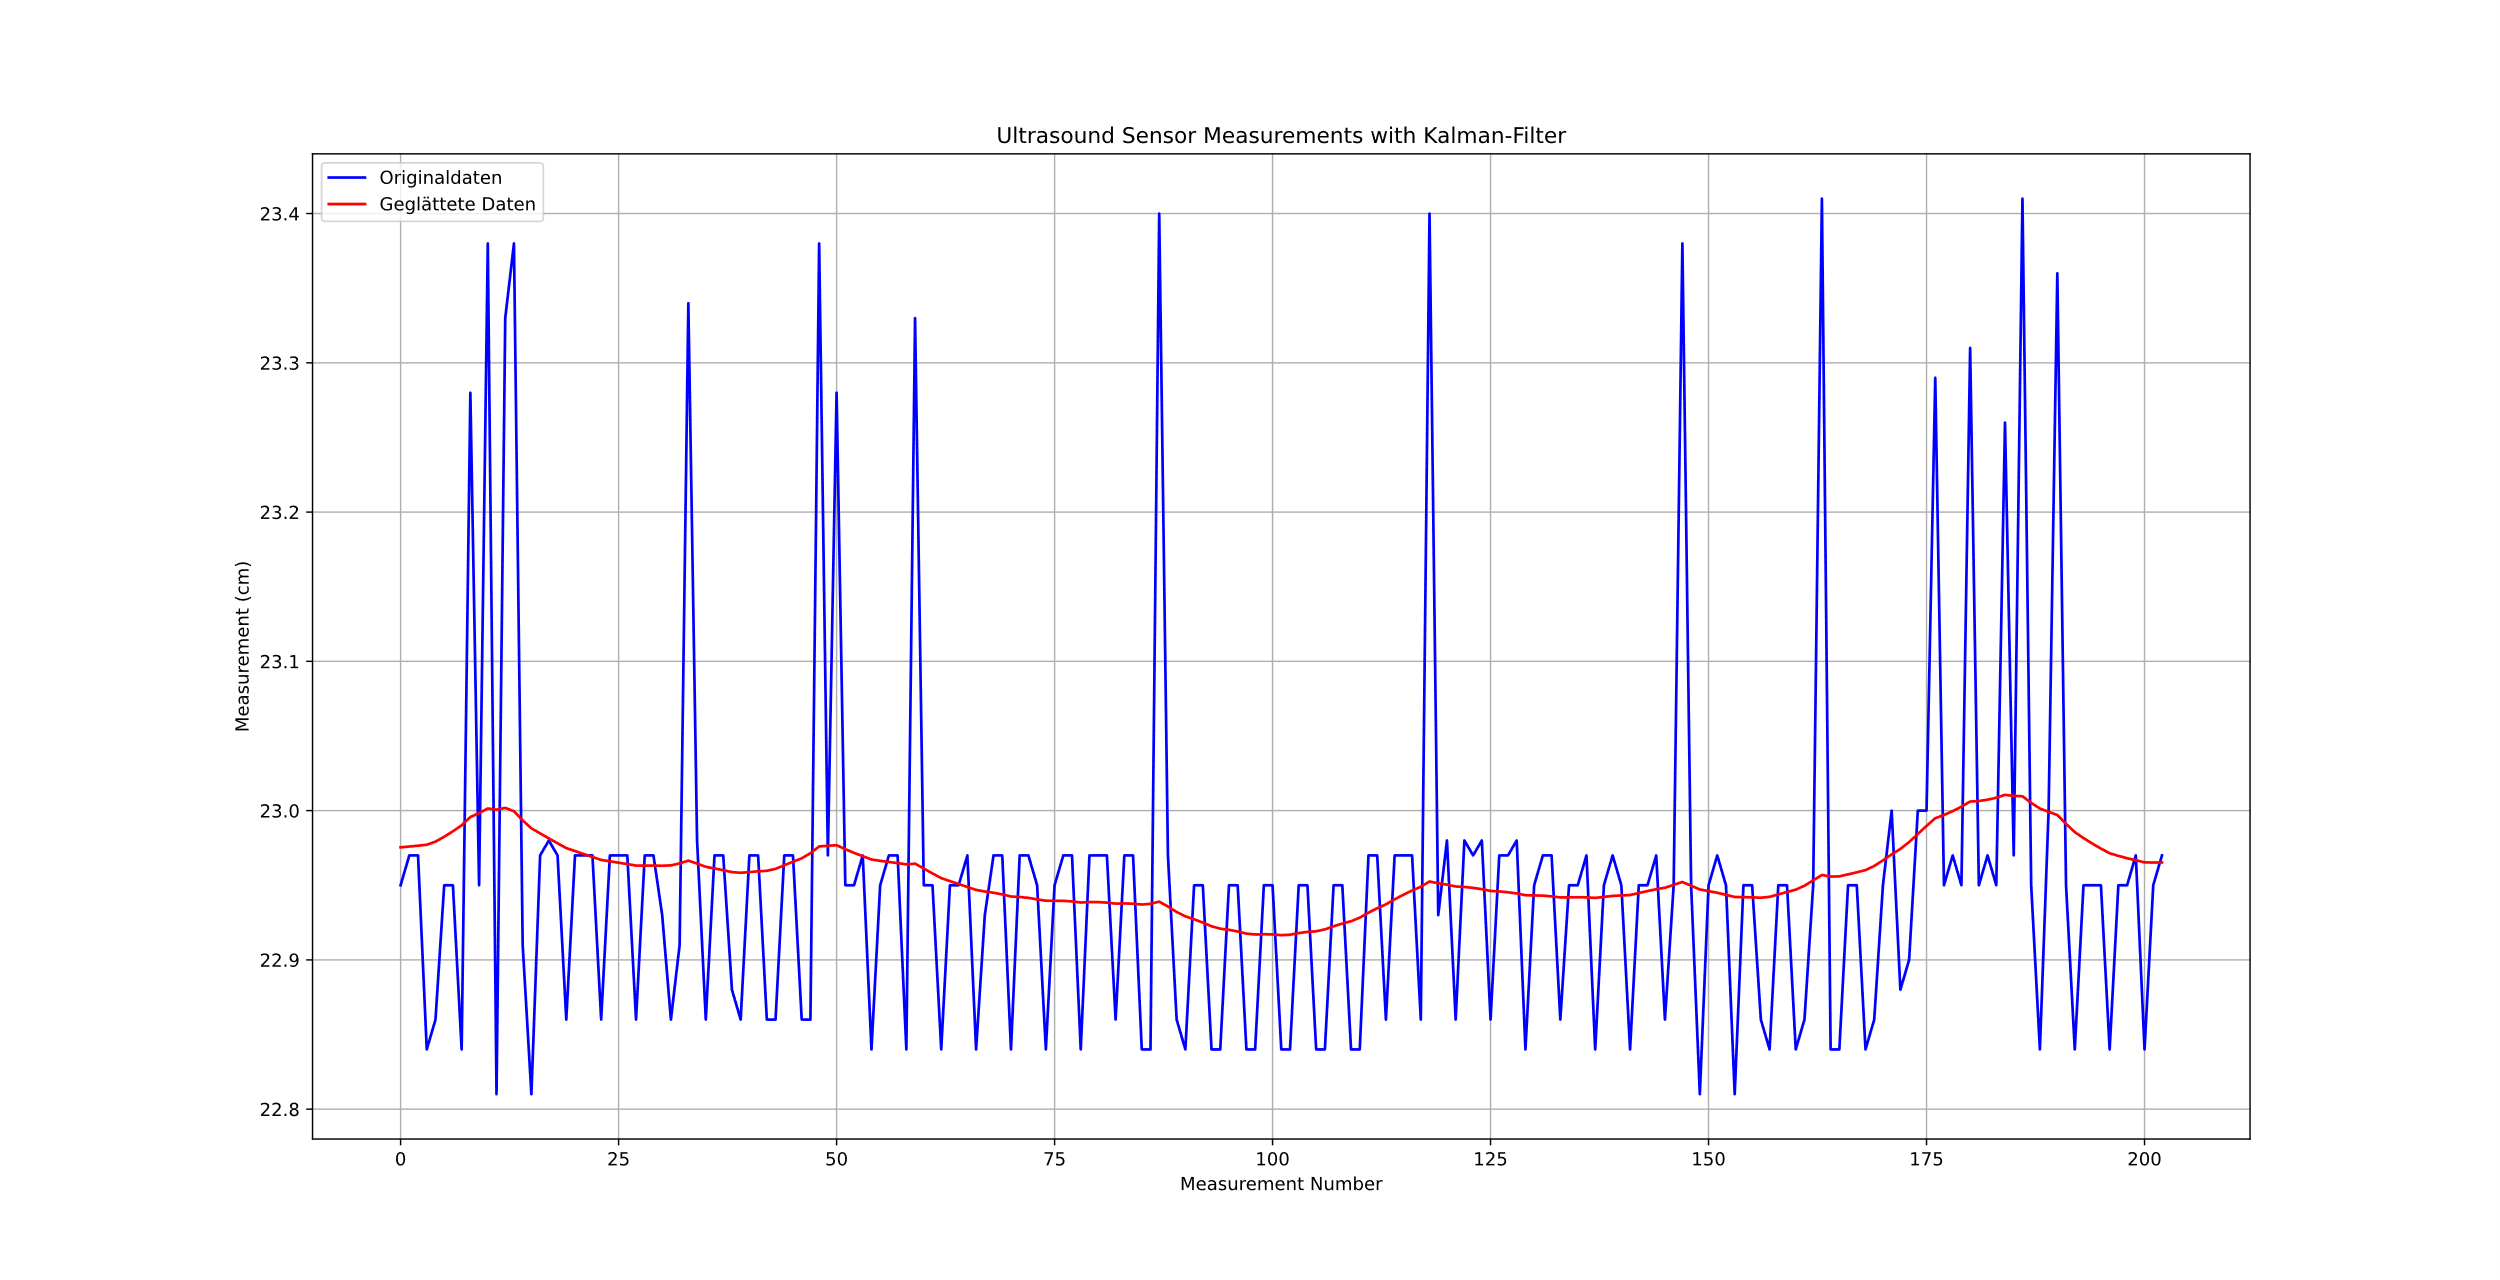 Ultrasound Sensor Measurements with Kalman-Filter
Originaldaten
Geglättete Daten
23.4
23.3
23.2
23.1
23.0
22.9
22.8
Measurement (cm)
0 25 50 75 100 125 150 175 200
Measurement Number